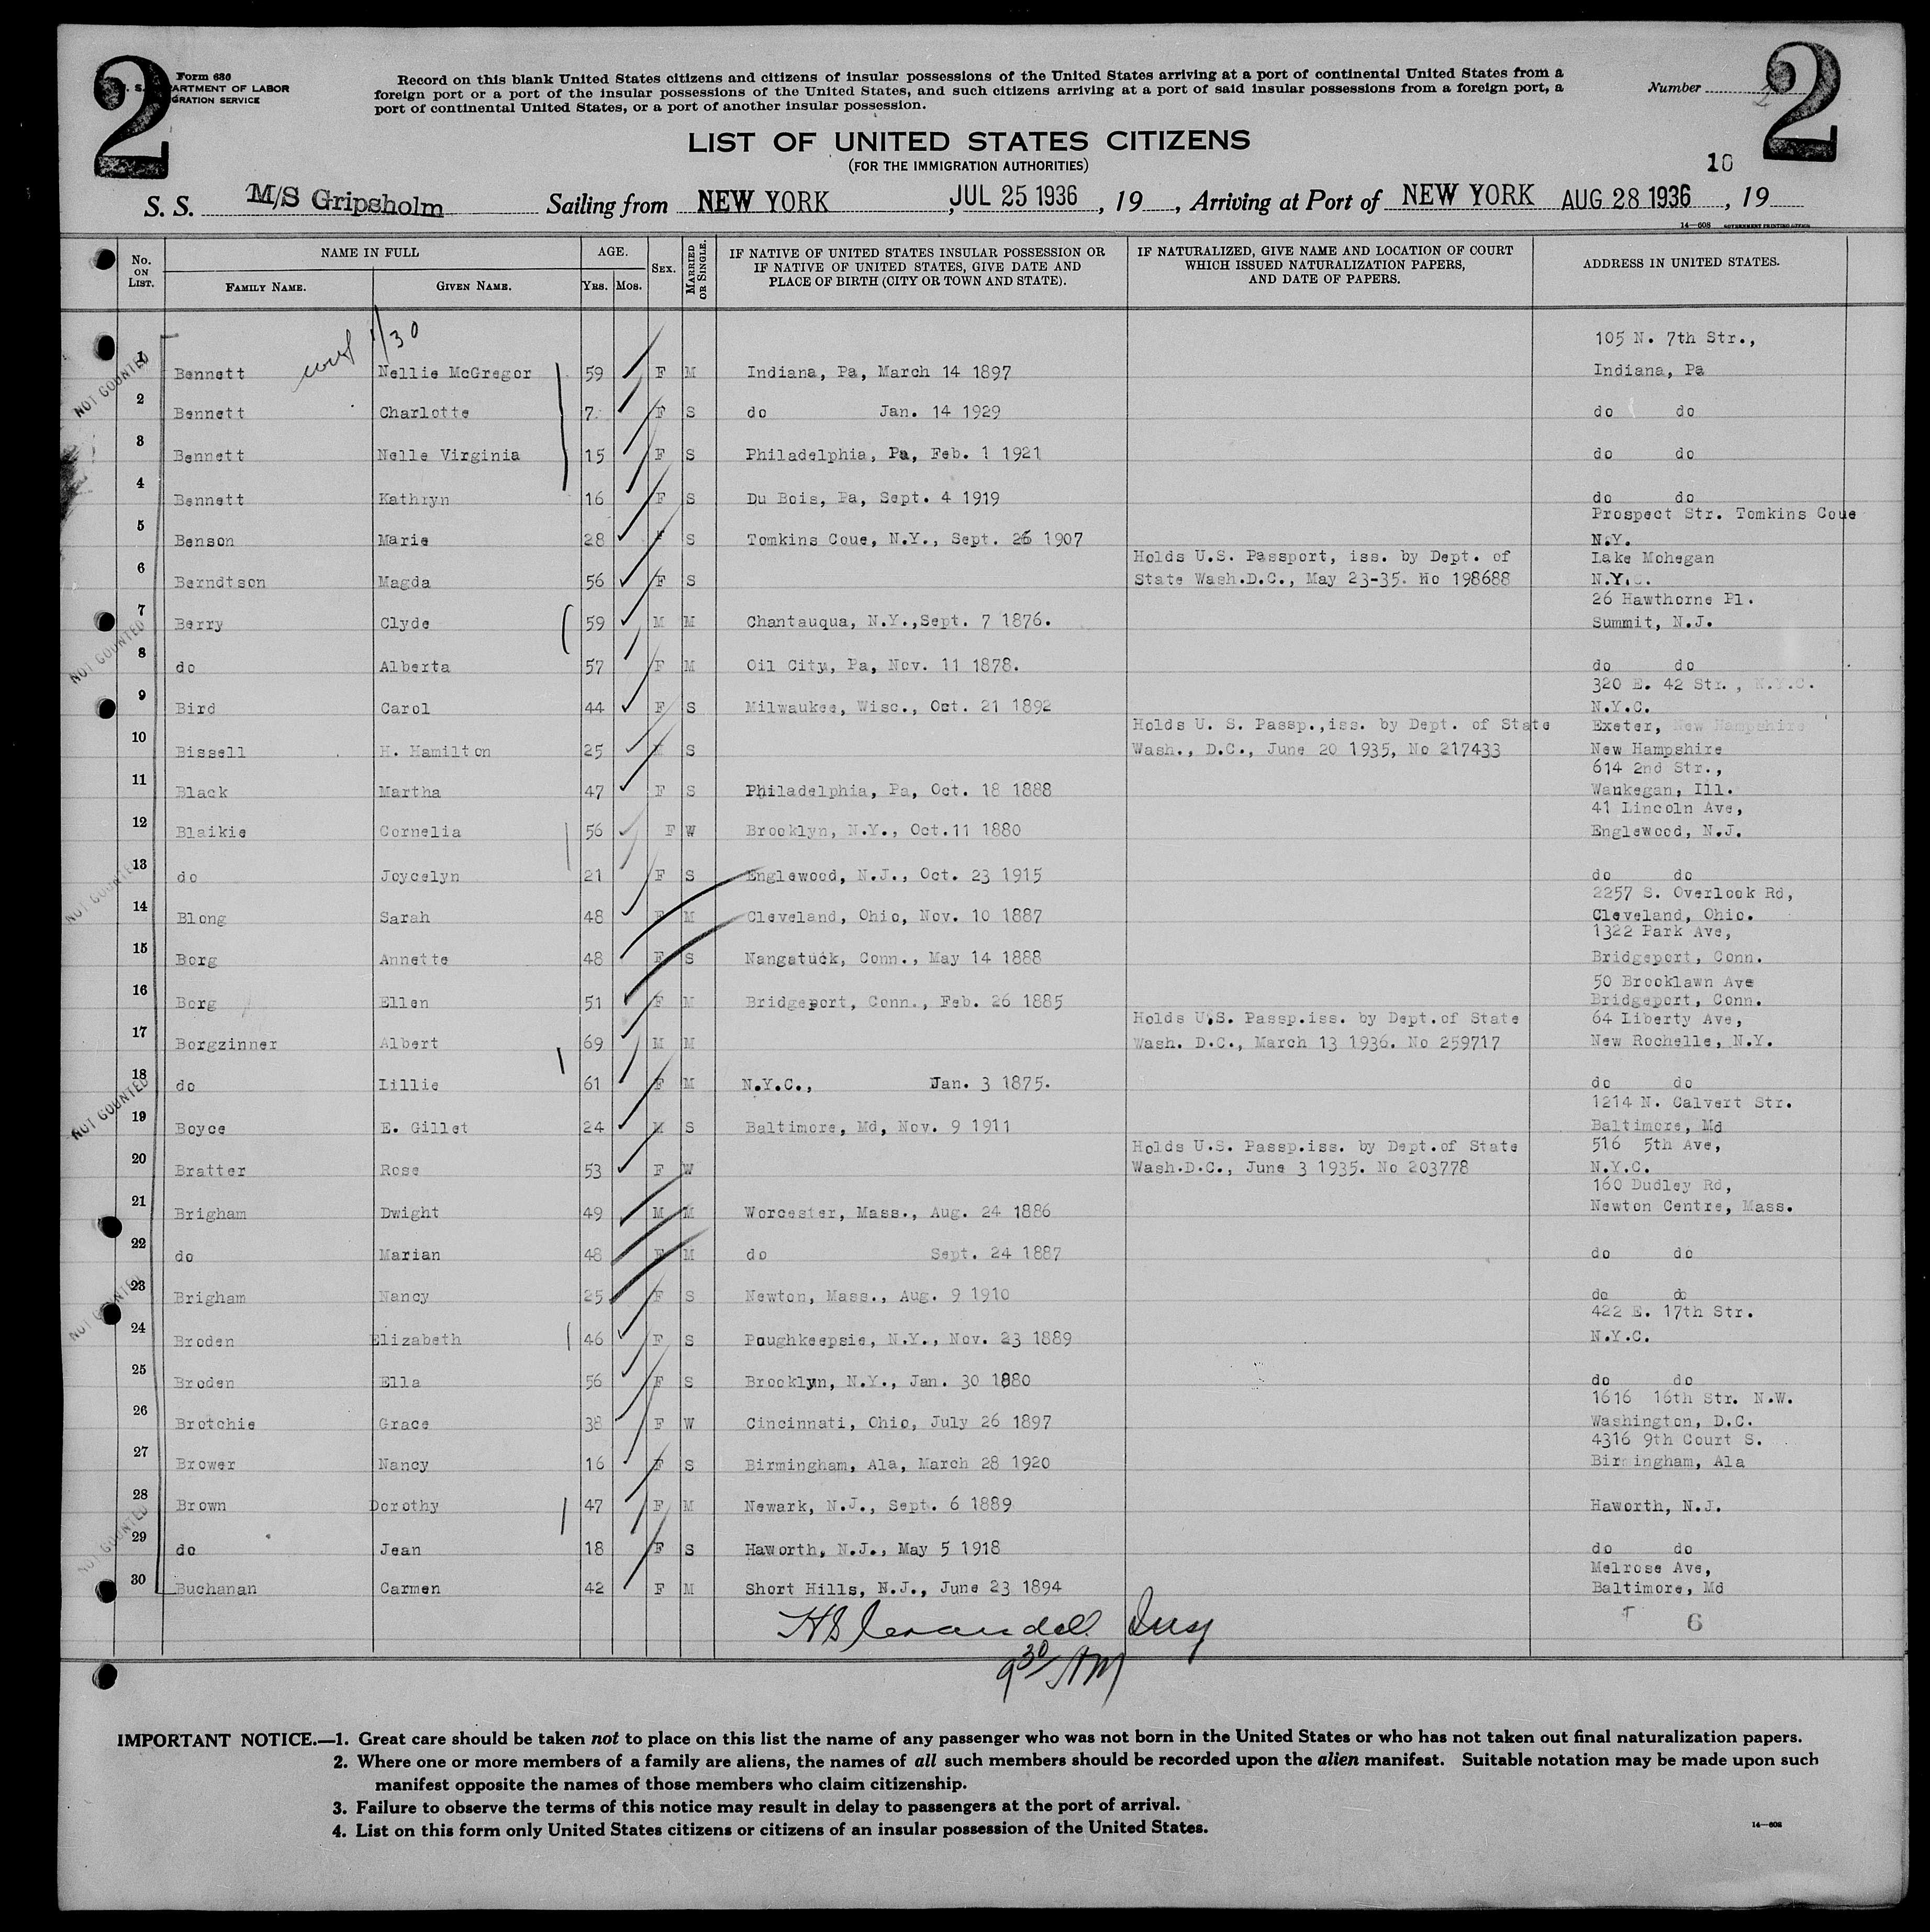 2
2
Form 686
U. S. DEPARTMENT OF LABOR
IMMIGRATION SERVICE
Record on this blank United States citizens and citizens of insular possessions of the United States arriving at a port of continental United States from a
foreign port or a port of the insular possessions of the United States, and such citizens arriving at a port of said insular possessions from a foreign port, a
port of continental United States, or a port of another insular possession.
Number 2
LIST OF UNITED STATES CITIZENS
(FOR THE IMMIGRATION AUTHORITIES)
10
S. S. M/S Gripsholm Sailing from NEW YORK, JUL 25 1936, 19, Arriving at Port of NEW YORK AUG 28 1936, 19
14—608 GOVERNMENT PRINTING OFFICE
No. ON LIST. NAME IN FULL FAMILY NAME. GIVEN NAME. AGE. YRS. MOS. SEX. MARRIED OR SINGLE. IF NATIVE OF UNITED STATES INSULAR POSSESSION OR IF NATIVE OF UNITED STATES, GIVE DATE AND PLACE OF BIRTH (CITY OR TOWN AND STATE). IF NATURALIZED, GIVE NAME AND LOCATION OF COURT WHICH ISSUED NATURALIZATION PAPERS, AND DATE OF PAPERS. ADDRESS IN UNITED STATES.
1/30
105 N. 7th Str.,
1 Bennett Nellie McGregor 59 F M Indiana, Pa, March 14 1897 Indiana, Pa
NOT COUNTED
2 Bennett Charlotte 7 F S do Jan. 14 1929 do do
3 Bennett Nelle Virginia 15 F S Philadelphia, Pa, Feb. 1 1921 do do
4 Bennett Kathryn 16 F S Du Bois, Pa, Sept. 4 1919 do do
Prospect Str. Tomkins Coue
5 Benson Marie 28 F S Tomkins Coue, N.Y., Sept. 26 1907 N.Y.
Holds U.S. Passport, iss. by Dept. of Lake Mohegan
6 Berndtson Magda 56 F S State Wash.D.C., May 23-35. No 198688 N.Y.
26 Hawthorne Pl.
7 Berry Clyde 59 M M Chantauqua, N.Y.,Sept. 7 1876. Summit, N.J.
NOT COUNTED
8 do Alberta 57 F M Oil City, Pa, Nov. 11 1878. do do
320 E. 42 Str., N.Y.C.
9 Bird Carol 44 F S Milwaukee, Wisc., Oct. 21 1892 N.Y.C.
Holds U. S. Passp.,iss. by Dept. of State Exeter, New Hampshire
10 Bissell H. Hamilton 25 M S Wash., D.C., June 20 1935, No 217433 New Hampshire
614 2nd Str.,
11 Black Martha 47 F S Philadelphia, Pa, Oct. 18 1888 Waukegan, Ill.
41 Lincoln Ave,
12 Blaikie Cornelia 56 F W Brooklyn, N.Y., Oct.11 1880 Englewood, N.J.
13 do Joycelyn 21 F S Englewood, N.J., Oct. 23 1915 do do
NOT COUNTED
2257 S. Overlook Rd,
14 Blong Sarah 48 F M Cleveland, Ohio, Nov. 10 1887 Cleveland, Ohio.
1322 Park Ave,
15 Borg Annette 48 F S Nangatuck, Conn., May 14 1888 Bridgeport, Conn.
50 Brooklawn Ave
16 Borg Ellen 51 F M Bridgeport, Conn., Feb. 26 1885 Bridgeport, Conn.
Holds U.S. Passp.iss. by Dept.of State 64 Liberty Ave,
17 Borgzinner Albert 69 M M Wash. D.C., March 13 1936. No 259717 New Rochelle, N.Y.
18 do Lillie 61 F M N.Y.C., Jan. 3 1875. do do
NOT COUNTED
1214 N. Calvert Str.
19 Boyce E. Gillet 24 M S Baltimore, Md, Nov. 9 1911 Baltimore, Md
Holds U.S. Passp.iss. by Dept.of State 516 5th Ave,
20 Bratter Rose 53 F W Wash.D.C., June 3 1935. No 203778 N.Y.C.
160 Dudley Rd,
21 Brigham Dwight 49 M M Worcester, Mass., Aug. 24 1886 Newton Centre, Mass.
22 do Marian 48 F M do Sept. 24 1887 do do
23 Brigham Nancy 25 F S Newton, Mass., Aug. 9 1910 do do
NOT COUNTED
422 E. 17th Str.
24 Broden Elizabeth 46 F S Poughkeepsie, N.Y., Nov. 23 1889 N.Y.C.
25 Broden Ella 56 F S Brooklyn, N.Y., Jan. 30 1880 do do
1616 16th Str. N.W.
26 Brotchie Grace 38 F W Cincinnati, Ohio, July 26 1897 Washington, D.C.
4316 9th Court S.
27 Brower Nancy 16 F S Birmingham, Ala, March 28 1920 Birmingham, Ala
28 Brown Dorothy 47 F M Newark, N.J., Sept. 6 1889 Haworth, N.J.
NOT COUNTED
29 do Jean 18 F S Haworth, N.J., May 5 1918 do do
Melrose Ave,
30 Buchanan Carmen 42 F M Short Hills, N.J., June 23 1894 Baltimore, Md
6
9 30 AM
IMPORTANT NOTICE.—1. Great care should be taken not to place on this list the name of any passenger who was not born in the United States or who has not taken out final naturalization papers.
2. Where one or more members of a family are aliens, the names of all such members should be recorded upon the alien manifest. Suitable notation may be made upon such
manifest opposite the names of those members who claim citizenship.
3. Failure to observe the terms of this notice may result in delay to passengers at the port of arrival.
4. List on this form only United States citizens or citizens of an insular possession of the United States.
14—608